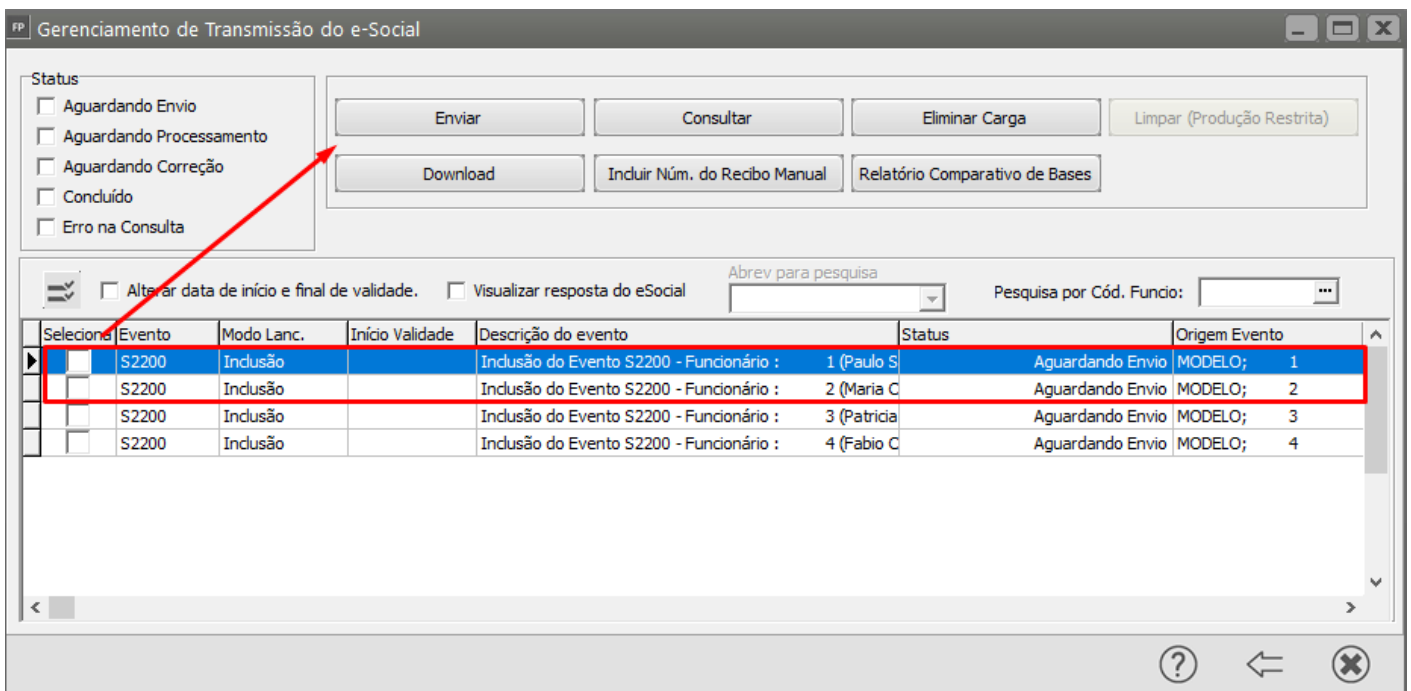 FP Gerenciamento de Transmissão do e-Social
Status
Aguardando Envio
Aguardando Processamento
Aguardando Correção
Concluído
Erro na Consulta
Enviar Consultar Eliminar Carga Limpar (Produção Restrita)
Download Incluir Núm. do Recibo Manual Relatório Comparativo de Bases
Abrev para pesquisa
Alterar data de início e final de validade. Visualizar resposta do eSocial Pesquisa por Cód. Funcio: ...
Seleciona Evento Modo Lanc. Início Validade Descrição do evento Status Origem Evento
S2200 Inclusão Inclusão do Evento S2200 - Funcionário : 1 (Paulo S Aguardando Envio MODELO; 1
S2200 Inclusão Inclusão do Evento S2200 - Funcionário : 2 (Maria C Aguardando Envio MODELO; 2
S2200 Inclusão Inclusão do Evento S2200 - Funcionário : 3 (Patricia Aguardando Envio MODELO; 3
S2200 Inclusão Inclusão do Evento S2200 - Funcionário : 4 (Fabio C Aguardando Envio MODELO; 4